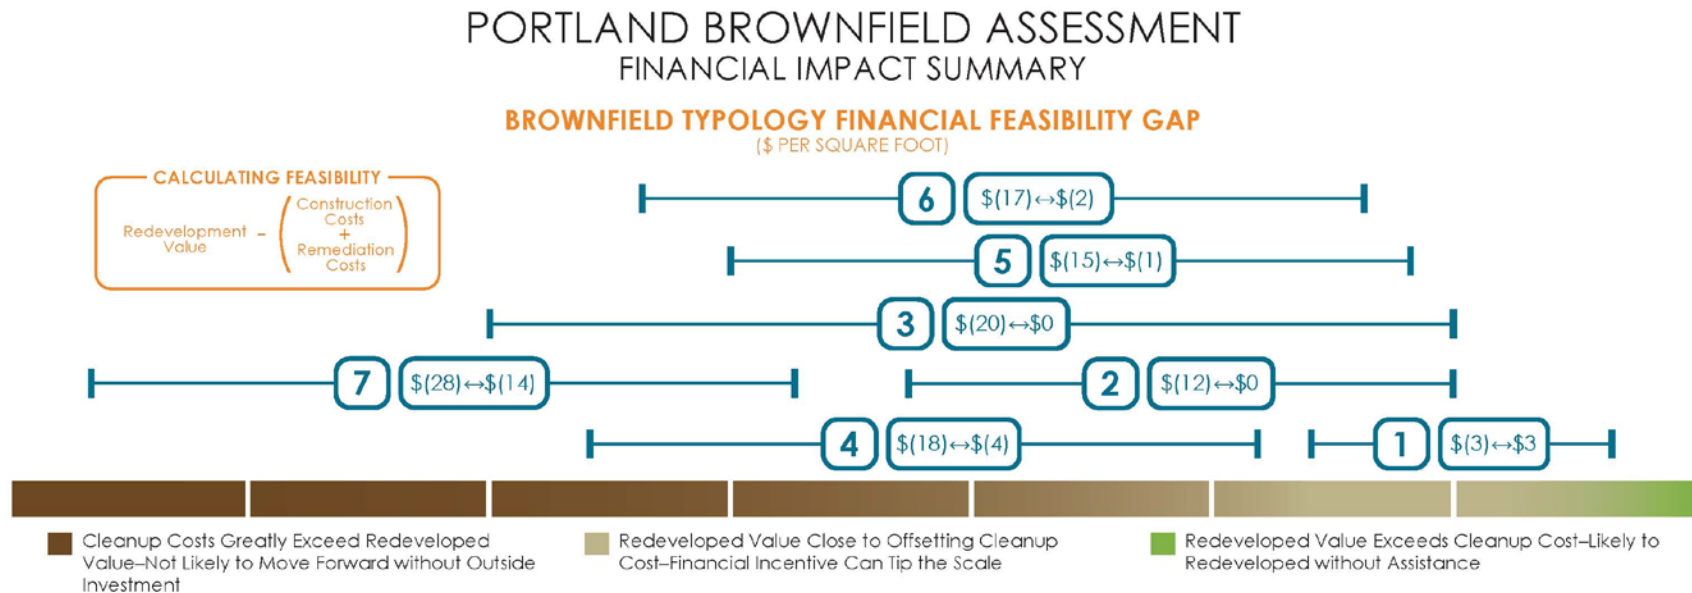 PORTLAND BROWNFIELD ASSESSMENT
FINANCIAL IMPACT SUMMARY
BROWNFIELD TYPOLOGY FINANCIAL FEASIBILITY GAP
($ PER SQUARE FOOT)
CALCULATING FEASIBILITY
Redevelopment
Value
-
Construction
Costs
+
Remediation
Costs
6 $(17)↔$(2)
5 $(15)↔$(1)
3 $(20)↔$0
7 $(28)↔$(14)
2 $(12)↔$0
4 $(18)↔$(4)
1 $(3)↔$3
Cleanup Costs Greatly Exceed Redeveloped
Value–Not Likely to Move Forward without Outside
Investment
Redeveloped Value Close to Offsetting Cleanup
Cost–Financial Incentive Can Tip the Scale
Redeveloped Value Exceeds Cleanup Cost–Likely to
Redeveloped without Assistance